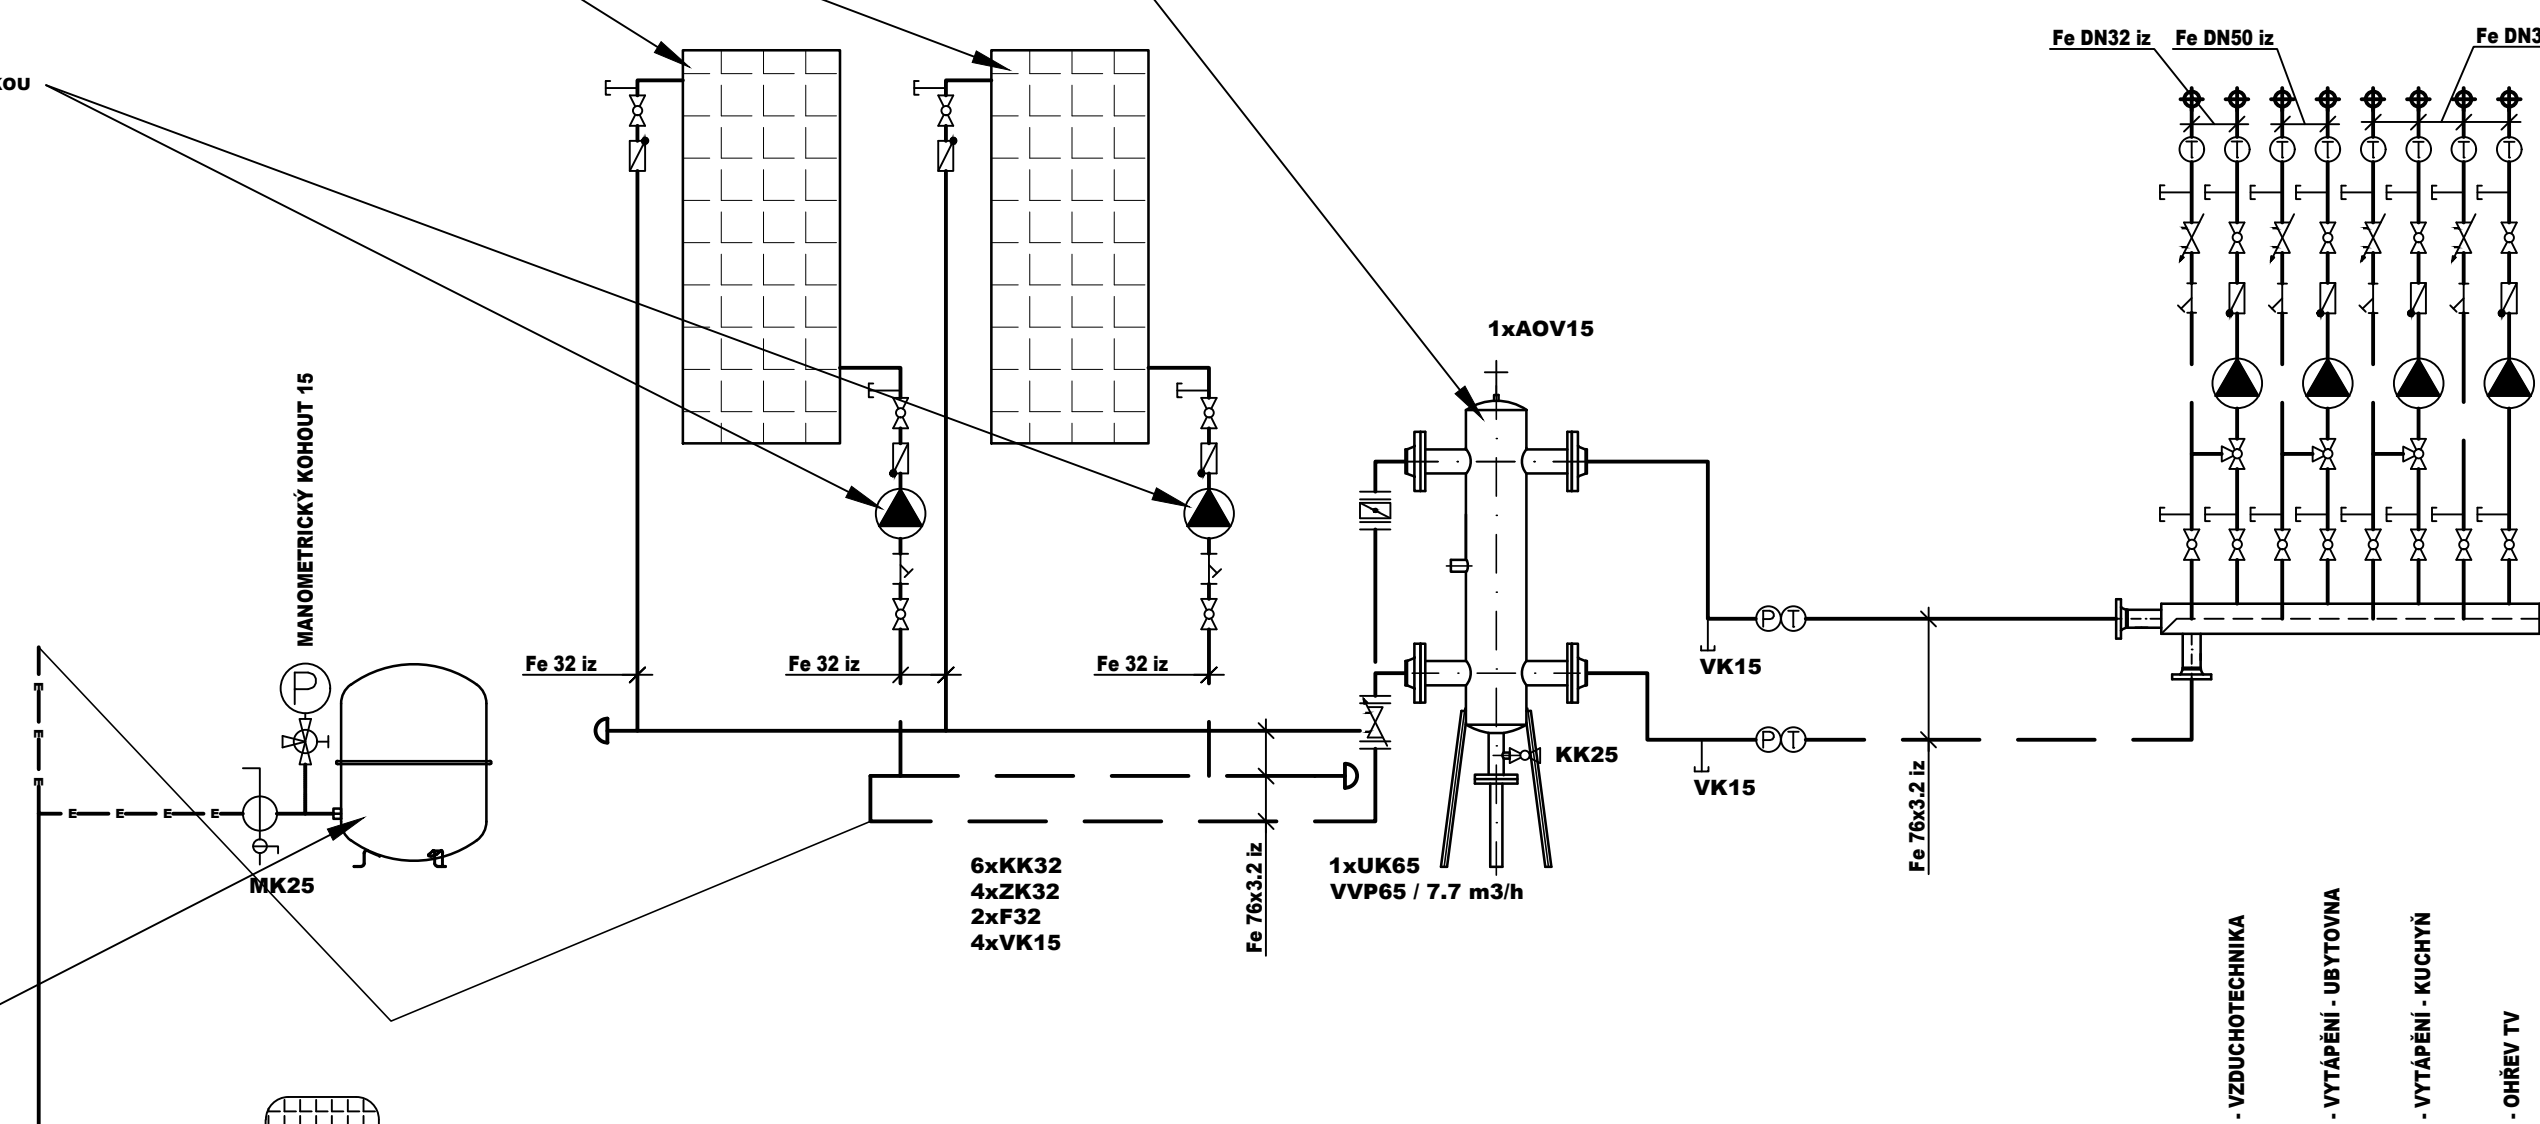 Fe DN32 iz
Fe DN50 iz
Fe DN3
KOU
T T T T T T T T
1xAOV15
MANOMETRICKÝ KOHOUT 15
P
Fe 32 iz
Fe 32 iz
Fe 32 iz
P T
VK15
P T
VK15
KK25
E E E E
MK25
6xKK32
4xZK32
2xF32
4xVK15
Fe 76x3.2 iz
1xUK65
VVP65 / 7.7 m3/h
Fe 76x3.2 iz
- VZDUCHOTECHNIKA
- VYTÁPĚNÍ - UBYTOVNA
- VYTÁPĚNÍ - KUCHYŇ
- OHŘEV TV